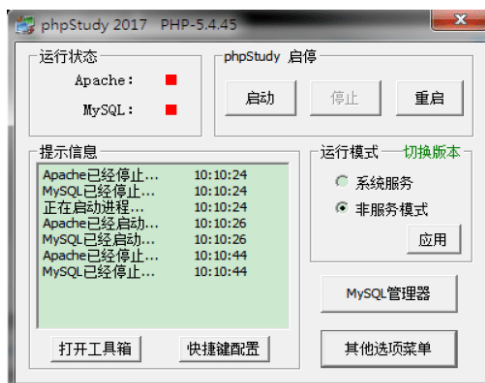 phpStudy 2017 PHP-5.4.45
运行状态
Apache:
MySQL:
phpStudy 启停
启动 停止 重启
提示信息
Apache已经停止... 10:10:24
MySQL已经停止... 10:10:24
正在启动进程... 10:10:24
Apache已经启动... 10:10:26
MySQL已经启动... 10:10:26
Apache已经停止... 10:10:44
MySQL已经停止... 10:10:44
运行模式 切换版本
系统服务
非服务模式
应用
MySQL管理器
打开工具箱 快捷键配置 其他选项菜单